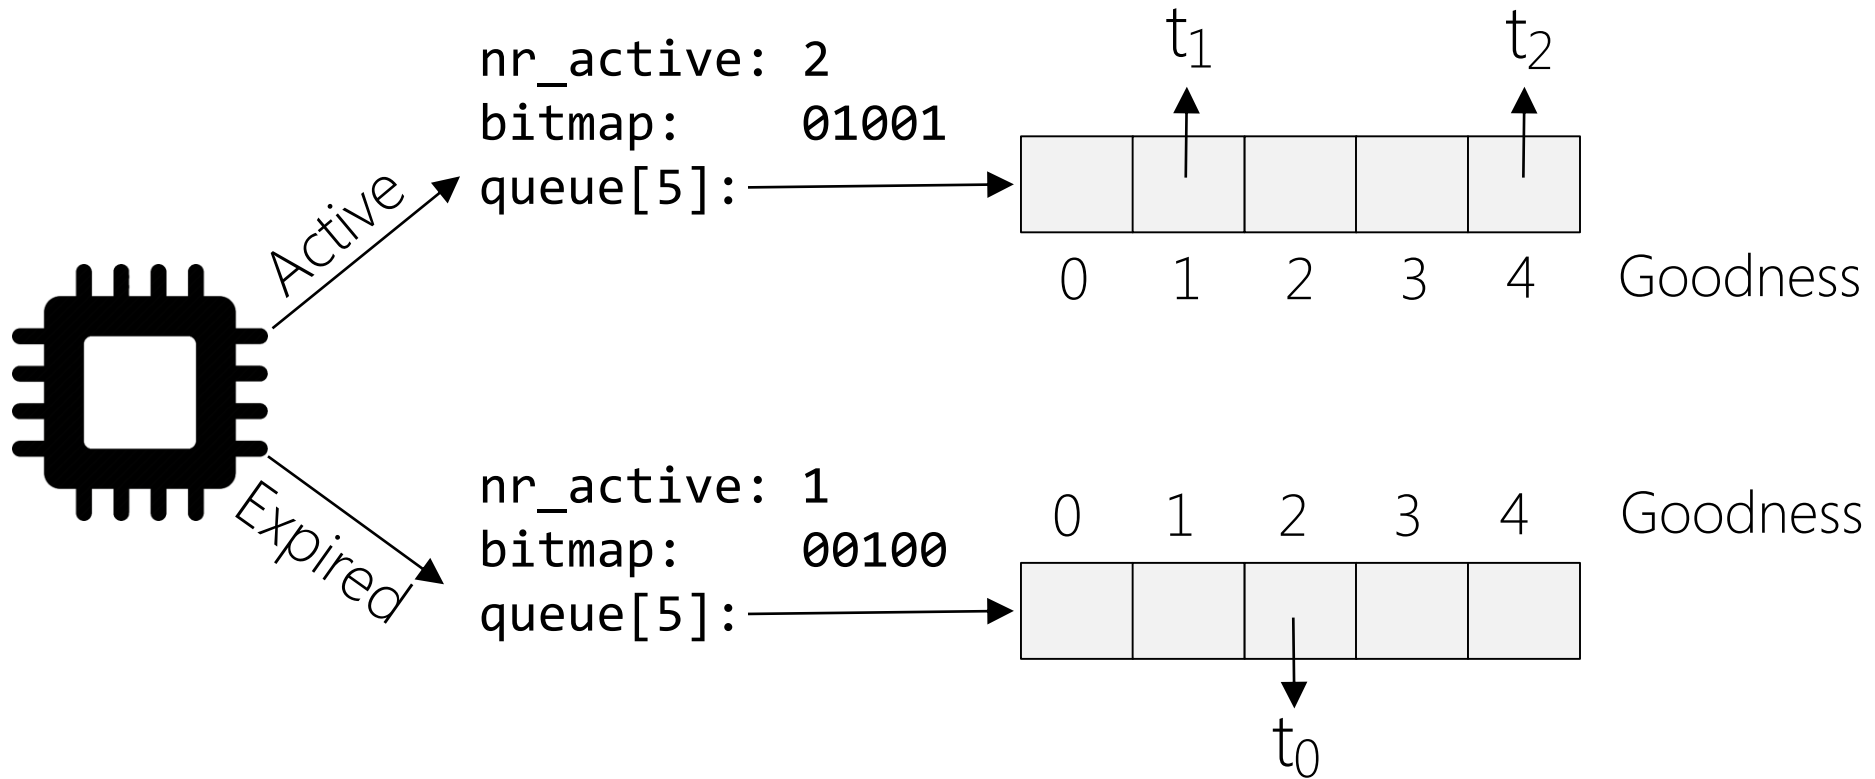 t₁ t₂
nr_active: 2
bitmap: 01001
queue[5]:
Active
0 1 2 3 4 Goodness
Expired
nr_active: 1
bitmap: 00100
queue[5]:
0 1 2 3 4 Goodness
t₀